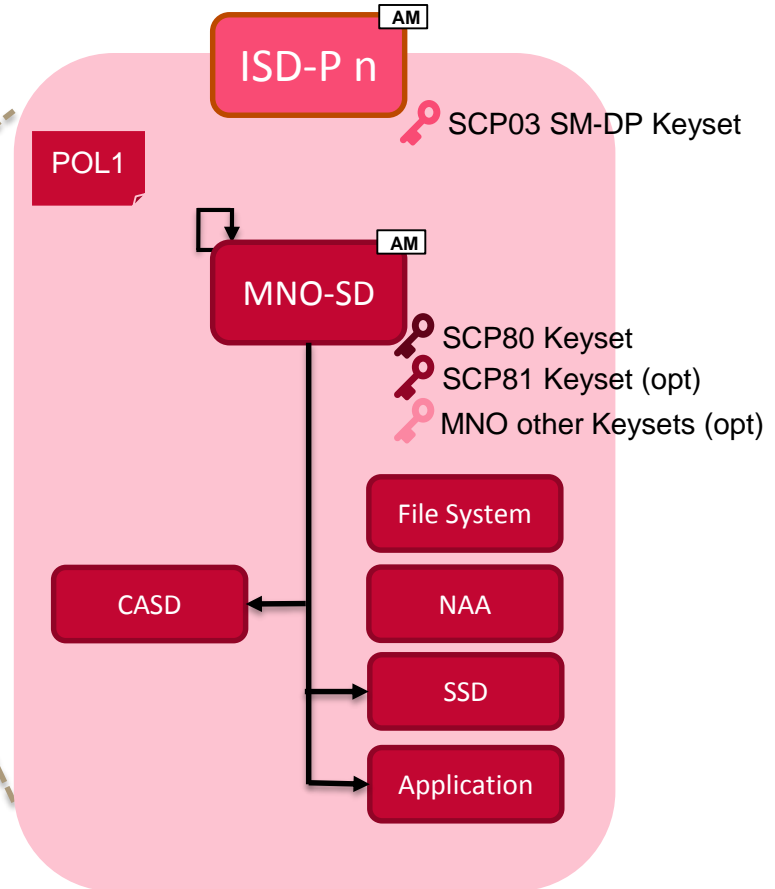 AM
ISD-P n
SCP03 SM-DP Keyset
POL1
AM
MNO-SD
SCP80 Keyset
SCP81 Keyset (opt)
MNO other Keysets (opt)
File System
CASD
NAA
SSD
Application